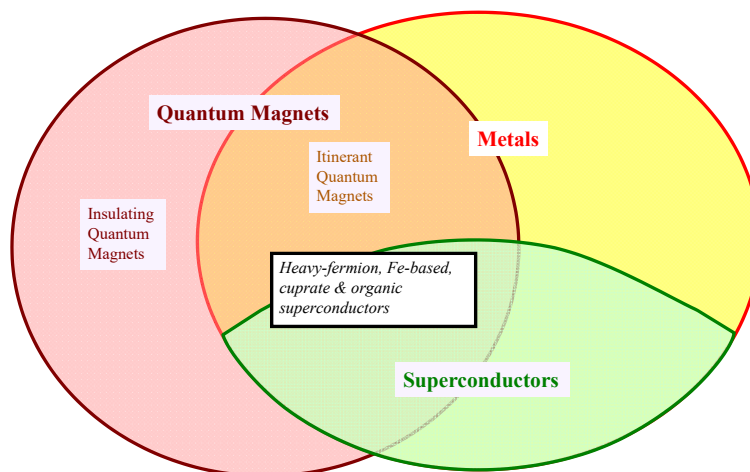 Quantum Magnets
Metals
Itinerant
Quantum
Magnets
Insulating
Quantum
Magnets
Heavy-fermion, Fe-based,
cuprate & organic
superconductors
Superconductors